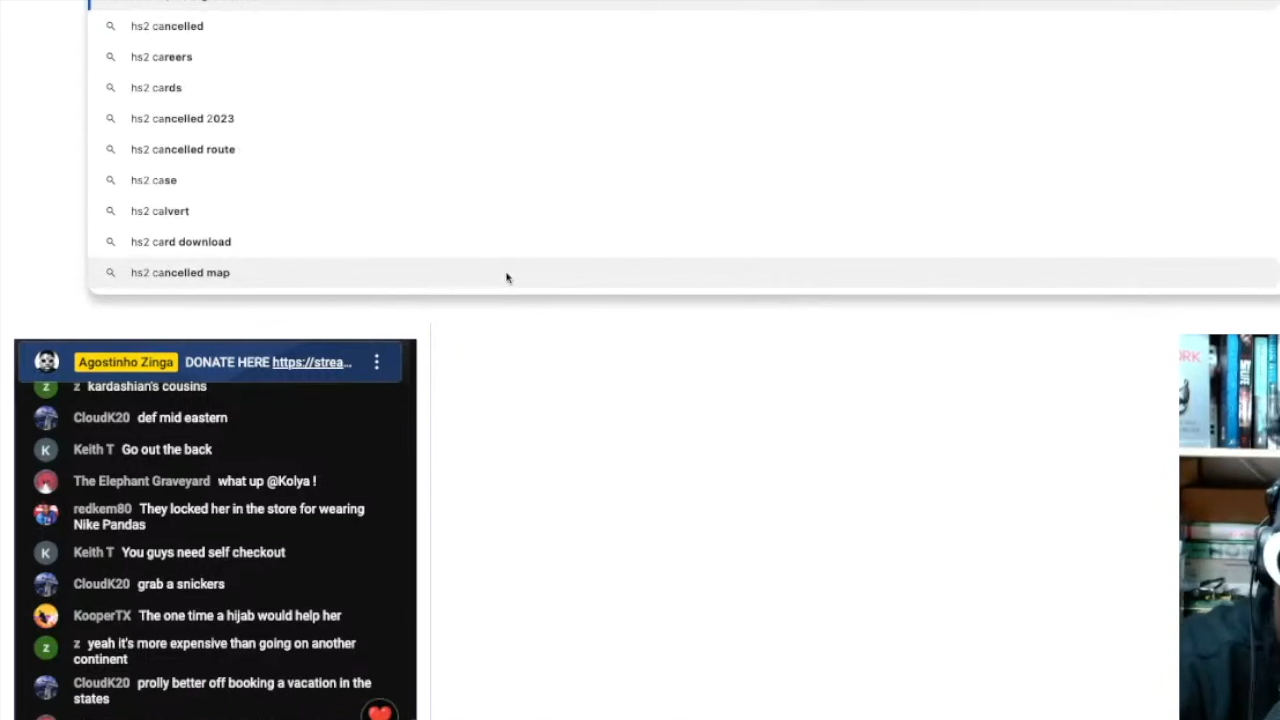 hs2 cancelled
hs2 careers
hs2 cards
hs2 cancelled 2023
hs2 cancelled route
hs2 case
hs2 calvert
hs2 card download
hs2 cancelled map
Agostinho Zinga DONATE HERE https://strea...
z kardashian's cousins
CloudK20 def mid eastern
K Keith T Go out the back
The Elephant Graveyard what up @Kolya !
redkem80 They locked her in the store for wearing
Nike Pandas
K Keith T You guys need self checkout
CloudK20 grab a snickers
KooperTX The one time a hijab would help her
z z yeah it's more expensive than going on another
continent
CloudK20 prolly better off booking a vacation in the
states